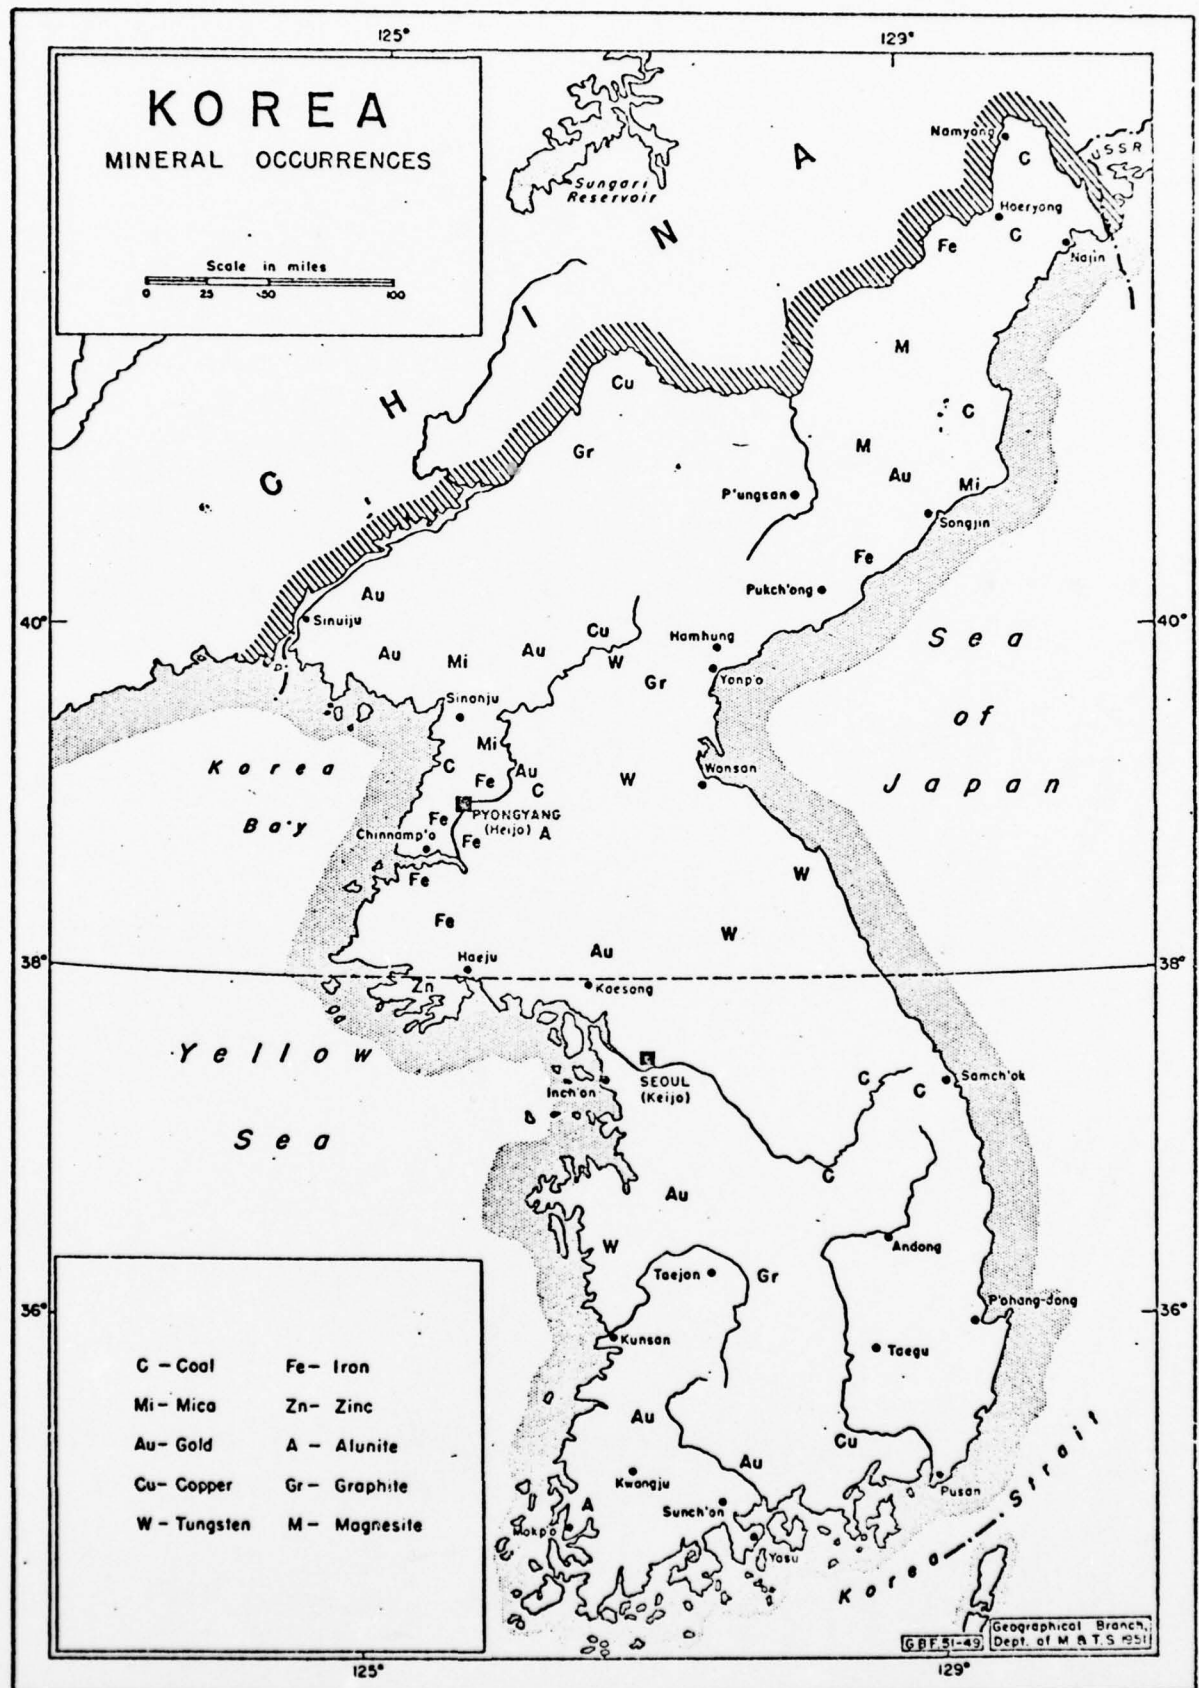 125°
129°
KOREA
MINERAL OCCURRENCES
Scale in miles
0 25 50 100
Sungari
Reservoir
C H I N A
USSR
Namyang
C
Hoeryong
C
Fe
Najin
M
Cu
C
Gr
M
Au
Mi
P'ungsan
Songjin
Fe
Pukch'ong
Au
40°
Sinuiju
40°
Cu
Hamhung
Sea
of
Japan
Au
Mi
Au
W
Gr
Yonp'o
Sinanju
Mi
Korea
Bay
C
Fe
Au
C
W
Wonsan
PYONGYANG
(Heijo)
Fe
A
Chinnamp'o
Fe
Fe
W
Fe
W
Au
Haeju
38°
38°
Zn
Kaesong
Yellow
Sea
SEOUL
(Keijo)
Inch'on
C
C
Samch'ok
C
Au
W
Andong
Taejon
Gr
P'ohang-dong
36°
36°
Kunsan
Taegu
Au
Cu
Au
Kwangju
Pusan
Sunch'on
A
Mokp'o
Yosu
Korea Strait
C – Coal
Fe – Iron
Mi – Mica
Zn – Zinc
Au – Gold
A – Alunite
Cu – Copper
Gr – Graphite
W – Tungsten
M – Magnesite
G.B.F. 51-49
Geographical Branch,
Dept. of M & T.S 1951
125°
129°